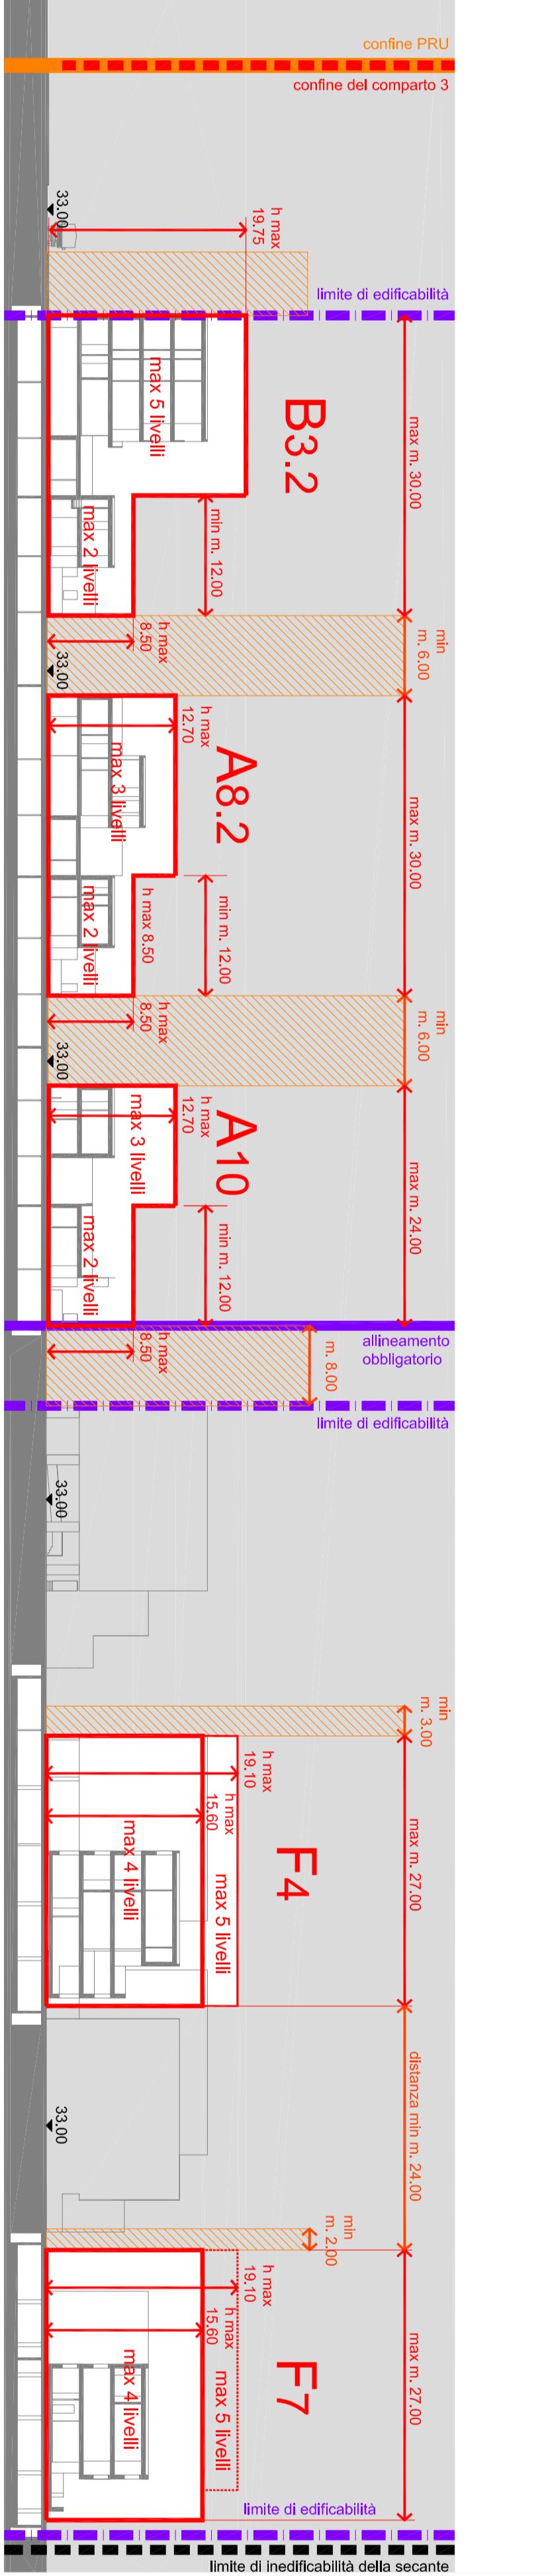 confine PRU
confine del comparto 3
33.00
h max
19.75
limite di edificabilità
max 5 livelli
B3.2
max m. 30.00
max 2 livelli
min m. 12.00
h max
8.50
33.00
min
m. 6.00
h max
12.70
A8.2
max 3 livelli
max m. 30.00
max 2 livelli
h max 8.50
min m. 12.00
h max
8.50
33.00
min
m. 6.00
h max
12.70
A10
max 3 livelli
max m. 24.00
max 2 livelli
min m. 12.00
h max
8.50
allineamento
obbligatorio
m. 8.00
limite di edificabilità
33.00
min
m. 3.00
h max
19.10
h max
15.60
F4
max 4 livelli
max 5 livelli
max m. 27.00
distanza min m. 24.00
33.00
min
m. 2.00
h max
19.10
h max
15.60
F7
max 4 livelli
max 5 livelli
max m. 27.00
limite di edificabilità
limite di inedificabilità della secante